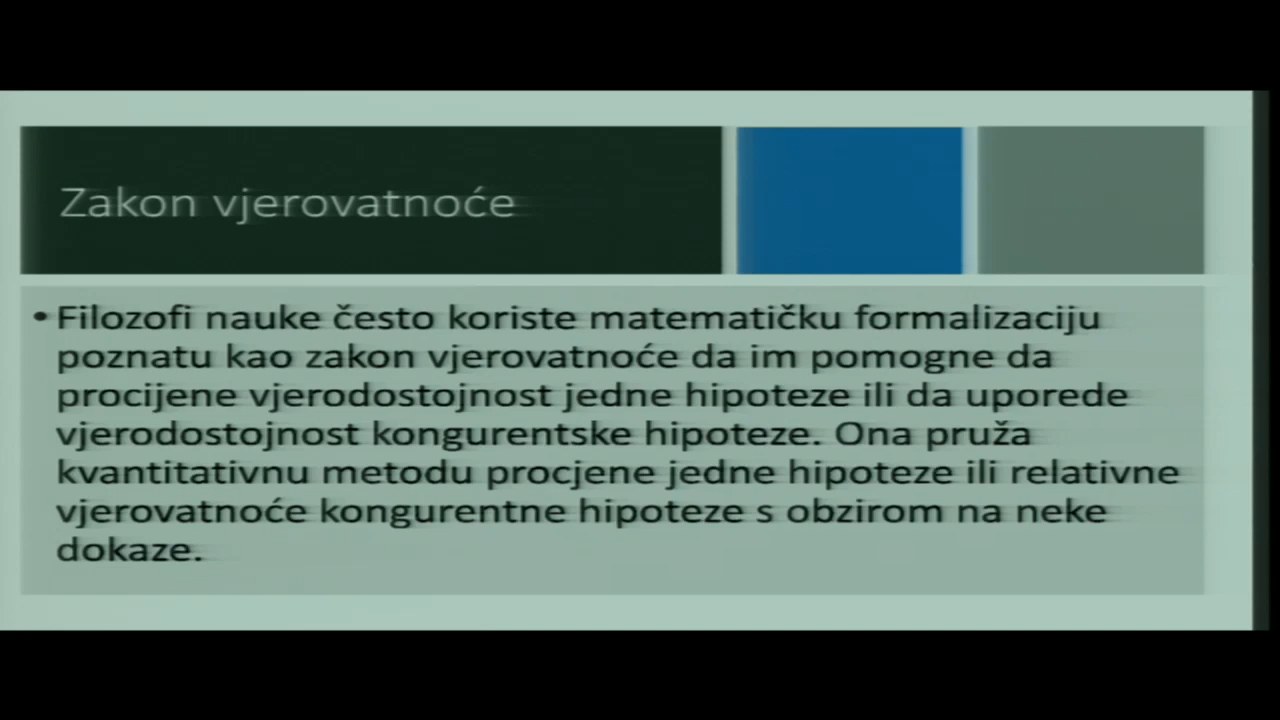 Zakon vjerovatnoće
• Filozofi nauke često koriste matematičku formalizaciju
poznatu kao zakon vjerovatnoće da im pomogne da
procijene vjerodostojnost jedne hipoteze ili da uporede
vjerodostojnost kongurentske hipoteze. Ona pruža
kvantitativnu metodu procjene jedne hipoteze ili relativne
vjerovatnoće kongurentne hipoteze s obzirom na neke
dokaze.